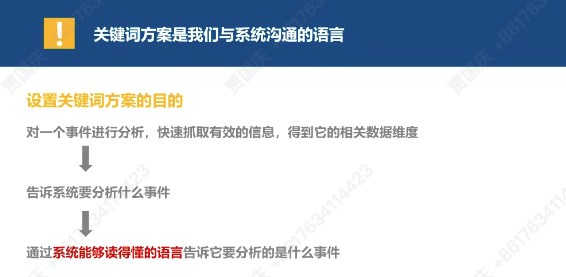 ! 关键词方案是我们与系统沟通的语言
设置关键词方案的目的
对一个事件进行分析，快速抓取有效的信息，得到它的相关数据维度
告诉系统要分析什么事件
通过系统能够读得懂的语言告诉它要分析的是什么事件
贾国庆 +8617634114423